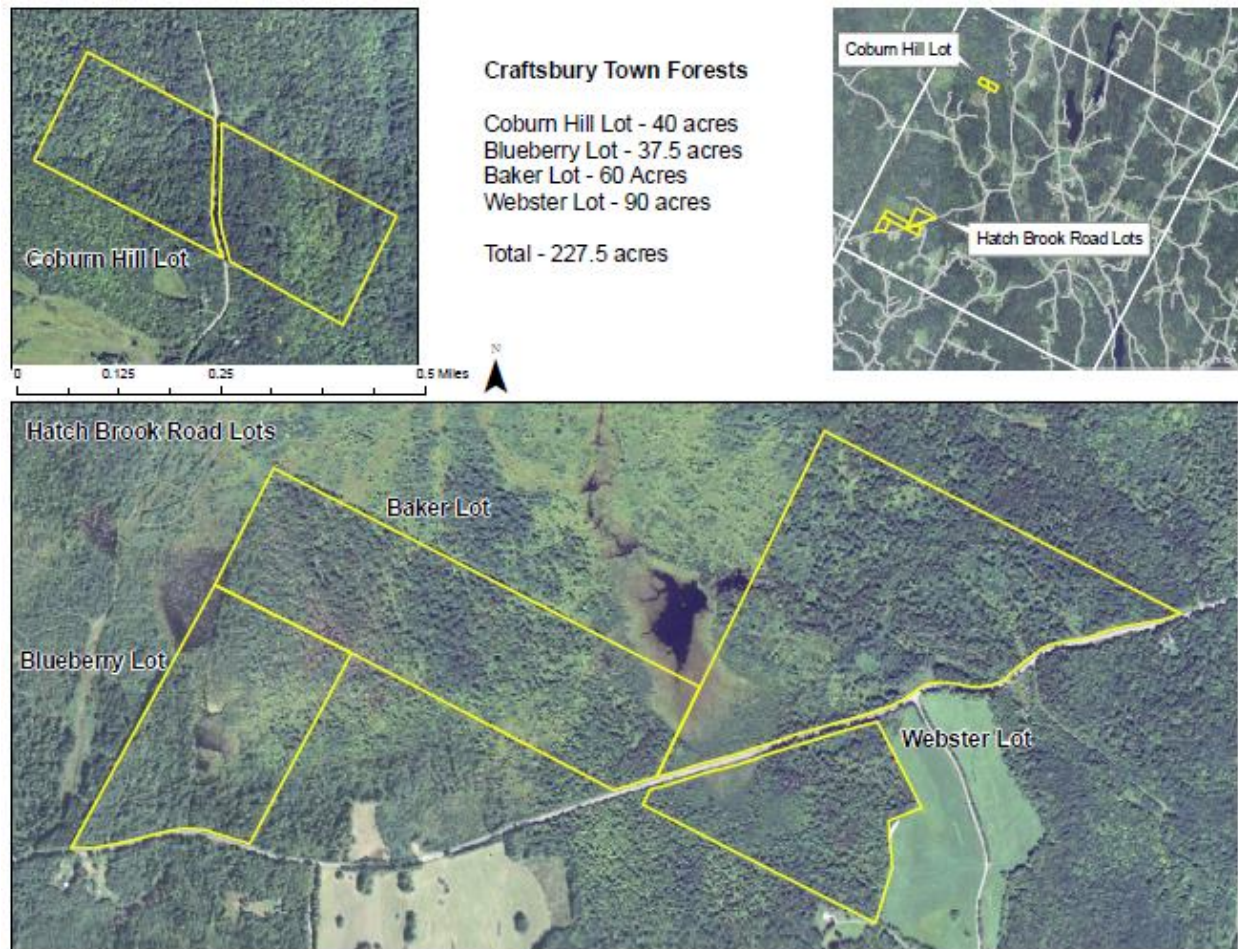 Coburn Hill Lot
Craftsbury Town Forests
Coburn Hill Lot - 40 acres
Blueberry Lot - 37.5 acres
Baker Lot - 60 Acres
Webster Lot - 90 acres
Total - 227.5 acres
Coburn Hill Lot
Hatch Brook Road Lots
0 0.125 0.25 0.5 Miles
N
Hatch Brook Road Lots
Baker Lot
Blueberry Lot
Webster Lot